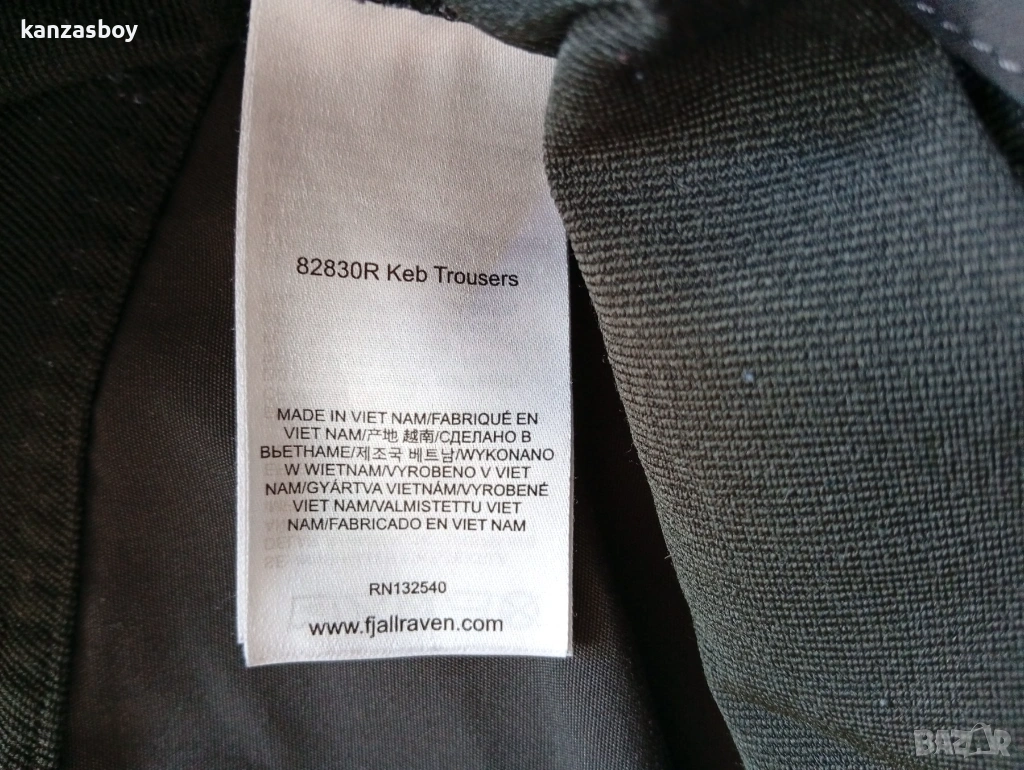 kanzasboy
82830R Keb Trousers
MADE IN VIET NAM/FABRIQUÉ EN
VIET NAM/产地 越南/СДЕЛАНО В
ВЬЕТНАМЕ/제조국 베트남/WYKONANO
W WIETNAM/VYROBENO V VIET
NAM/GYÁRTVA VIETNÁM/VYROBENÉ
VIET NAM/VALMISTETTU VIET
NAM/FABRICADO EN VIET NAM
RN132540
www.fjallraven.com
BAZAR